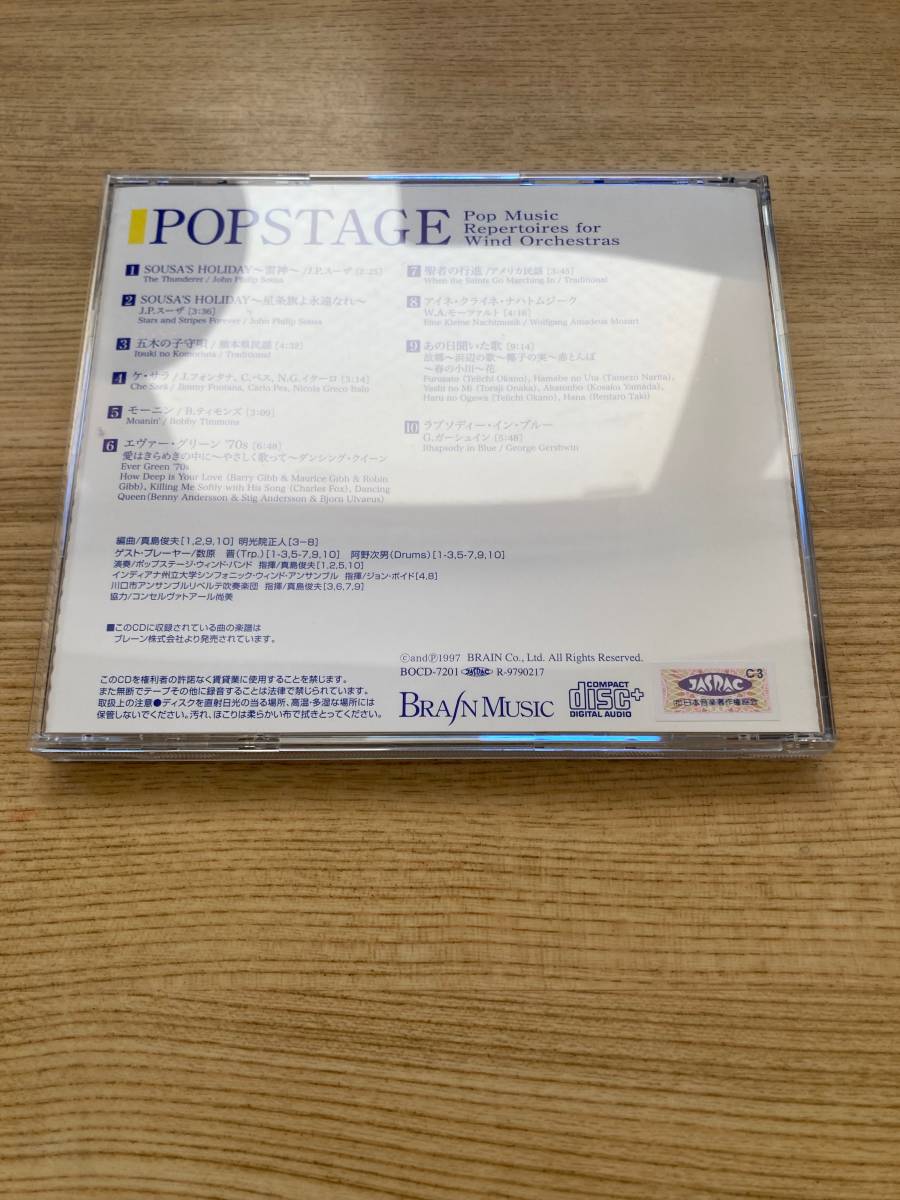 POPSTAGE
Pop Music
Repertoires for
Wind Orchestras
1 SOUSA'S HOLIDAY～雷神～ /J.P.スーザ [2:25]
The Thunderer / John Philip Sousa
2 SOUSA'S HOLIDAY～星条旗よ永遠なれ～
J.P.スーザ [3:36]
Stars and Stripes Forever / John Philip Sousa
3 五木の子守唄 / 熊本県民謡 [4:32]
Itsuki no Komoriuta / Traditional
4 ケ・サラ / J.フォンタナ, C.ペス, N.G.イターロ [3:14]
Che Sarà / Jimmy Fontana, Carlo Pes, Nicola Greco Italo
5 モーニン / B.ティモンズ [3:09]
Moanin' / Bobby Timmons
6 エヴァー・グリーン '70s [6:48]
愛はきらめきの中に～やさしく歌って～ダンシング・クイーン
Ever Green '70s
How Deep is Your Love (Barry Gibb & Maurice Gibb & Robin
Gibb), Killing Me Softly with His Song (Charles Fox), Dancing
Queen(Benny Andersson & Stig Andersson & Bjorn Ulvaeus)
7 聖者の行進 / アメリカ民謡 [3:45]
When the Saints Go Marching In / Traditional
8 アイネ・クライネ・ナハトムジーク
W.A.モーツァルト [4:16]
Eine Kleine Nachtmusik / Wolfgang Amadeus Mozart
9 あの日聞いた歌 [9:14]
故郷～浜辺の歌～椰子の実～赤とんぼ
～春の小川～花
Furusato (Teiichi Okano), Hamabe no Uta (Tamezo Narita),
Yashi no Mi (Toraji Onaka), Akatonbo (Kosaku Yamada),
Haru no Ogawa (Teiichi Okano), Hana (Rentaro Taki)
10 ラプソディー・イン・ブルー
G.ガーシュイン [5:48]
Rhapsody in Blue / George Gershwin
編曲/真島俊夫[1,2,9,10] 明光院正人[3-8]
ゲスト・プレーヤー/数原 晋(Trp.)[1-3,5-7,9,10] 阿野次男(Drums)[1-3,5-7,9,10]
演奏/ポップステージ・ウィンド・バンド 指揮/真島俊夫[1,2,5,10]
インディアナ州立大学シンフォニック・ウィンド・アンサンブル 指揮/ジョン・ボイド[4,8]
川口市アンサンブルリベルテ吹奏楽団 指揮/真島俊夫[3,6,7,9]
協力/コンセルヴァトアール尚美
■このCDに収録されている曲の楽譜は
ブレーン株式会社より発売されています。
ⓒandⓅ1997 BRAIN Co., Ltd. All Rights Reserved.
BOCD-7201 JASRAC R-9790217
このCDを権利者の許諾なく賃貸業に使用することを禁じます。
また無断でテープその他に録音することは法律で禁じられています。
取扱上の注意●ディスクを直射日光の当る場所、高温・多湿な場所には
保管しないでください。汚れ、ほこりは柔らかい布で拭きとってください。
BRAIN MUSIC
COMPACT
disc+
DIGITAL AUDIO
C3
JASRAC
(社)日本音楽著作権協会